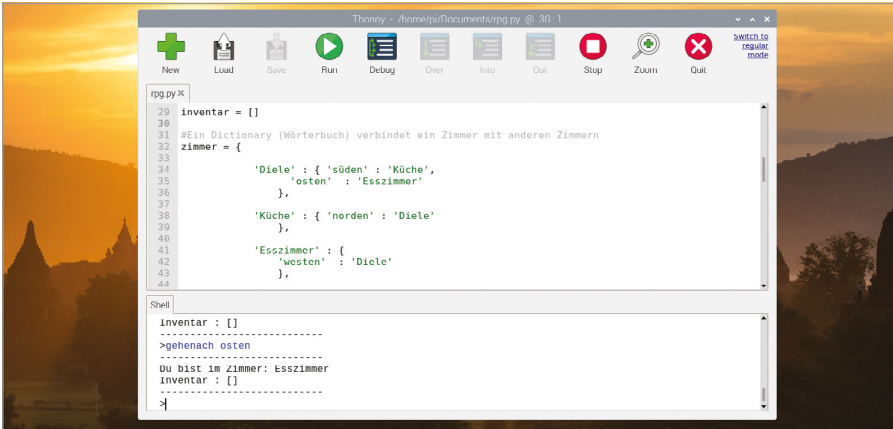 Thonny - /home/pi/Documents/rpg.py @ 30 : 1
New Load Save Run Debug Over Into Out Stop Zoom Quit
Switch to
regular
mode
rpg.py
29 inventar = []
30
31 #Ein Dictionary (Wörterbuch) verbindet ein Zimmer mit anderen Zimmern
32 zimmer = {
33
34 'Diele' : { 'süden' : 'Küche',
35 'osten' : 'Esszimmer'
36 },
37
38 'Küche' : { 'norden' : 'Diele'
39 },
40
41 'Esszimmer' : {
42 'westen' : 'Diele'
43 },
44
Shell
Inventar : []
---------------------------
>gehenach osten
---------------------------
Du bist im Zimmer: Esszimmer
Inventar : []
---------------------------
>